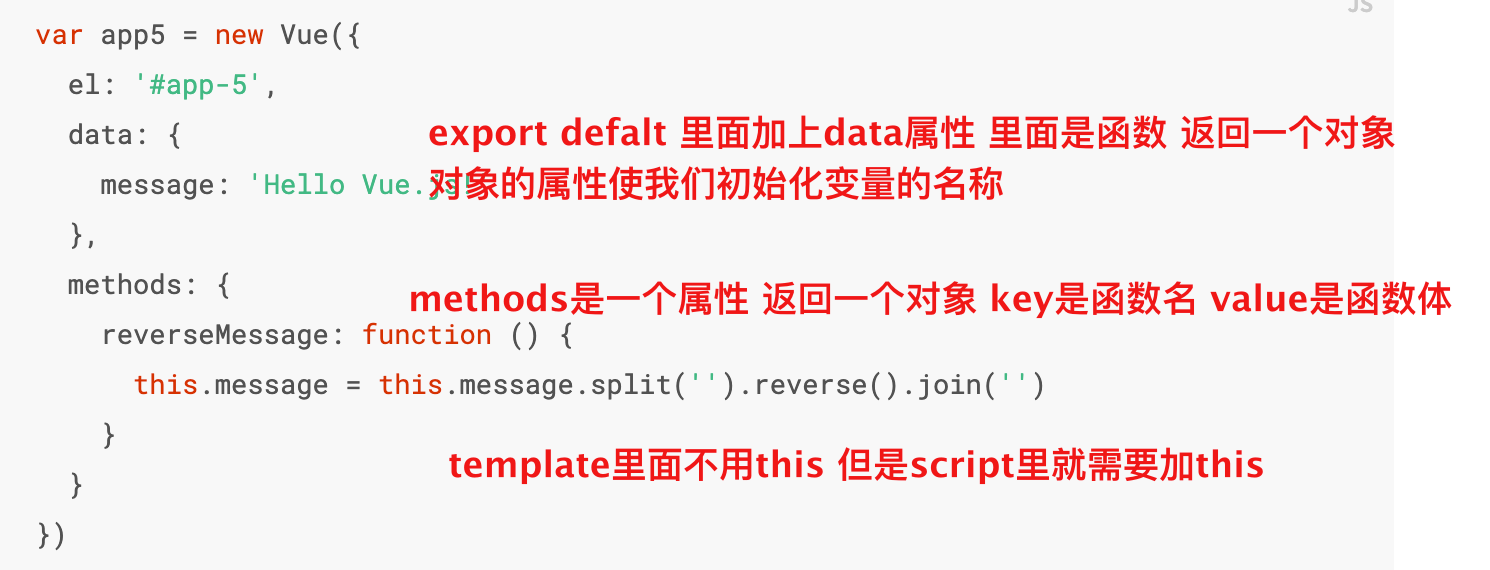 JS
var app5 = new Vue({
el: '#app-5',
data: {
export defalt 里面加上data属性 里面是函数 返回一个对象
message: 'Hello Vue.js!'
对象的属性使我们初始化变量的名称
},
methods: {
methods是一个属性 返回一个对象 key是函数名 value是函数体
reverseMessage: function () {
this.message = this.message.split('').reverse().join('')
}
template里面不用this 但是script里就需要加this
}
})